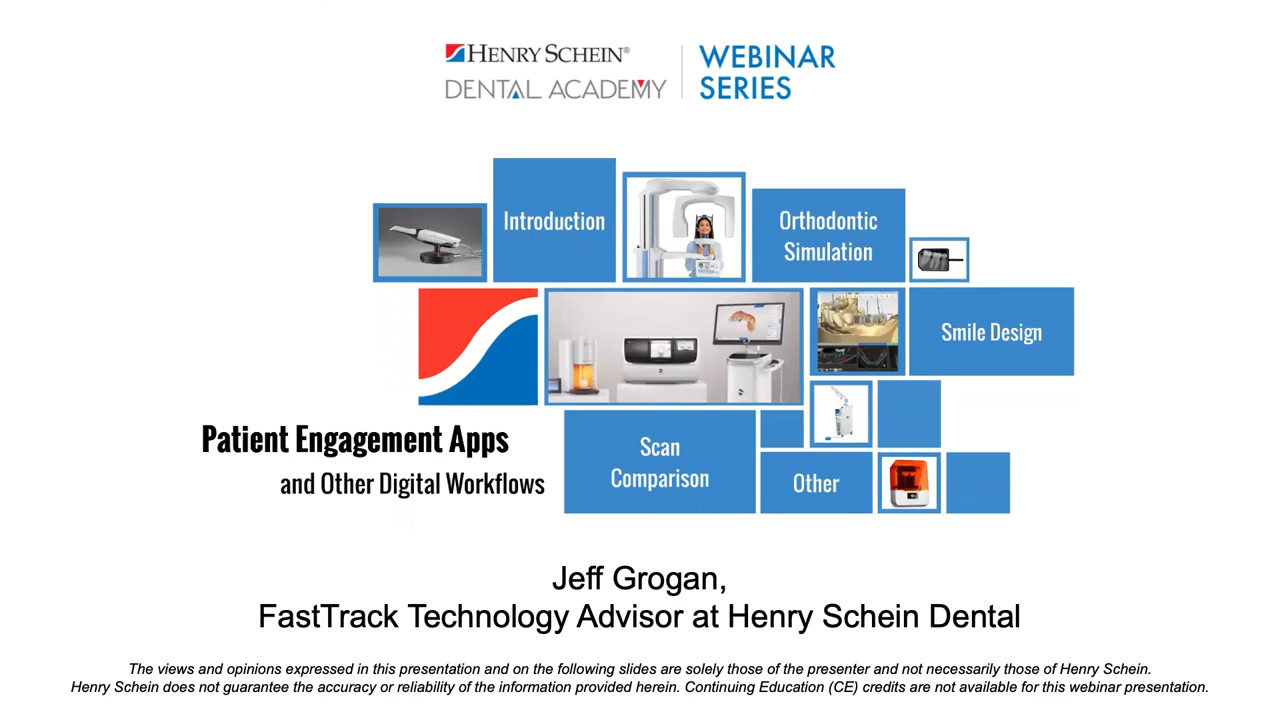 HENRY SCHEIN®
DENTAL ACADEMY
WEBINAR
SERIES
Introduction
Orthodontic
Simulation
Smile Design
Patient Engagement Apps
and Other Digital Workflows
Scan
Comparison
Other
Jeff Grogan,
FastTrack Technology Advisor at Henry Schein Dental
The views and opinions expressed in this presentation and on the following slides are solely those of the presenter and not necessarily those of Henry Schein.
Henry Schein does not guarantee the accuracy or reliability of the information provided herein. Continuing Education (CE) credits are not available for this webinar presentation.